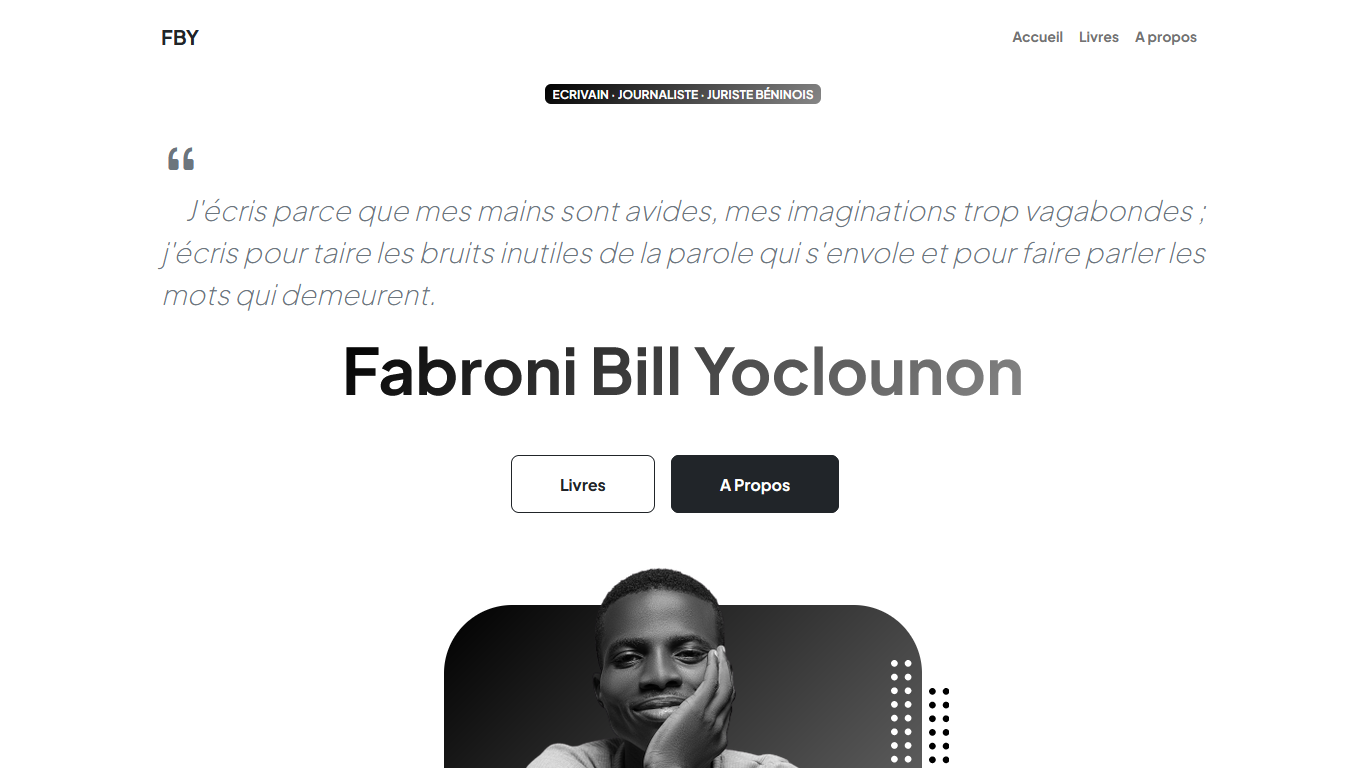 FBY
Accueil Livres A propos
ECRIVAIN · JOURNALISTE · JURISTE BÉNINOIS
“
J'écris parce que mes mains sont avides, mes imaginations trop vagabondes ;
j'écris pour taire les bruits inutiles de la parole qui s'envole et pour faire parler les
mots qui demeurent.
Fabroni Bill Yoclounon
Livres
A Propos